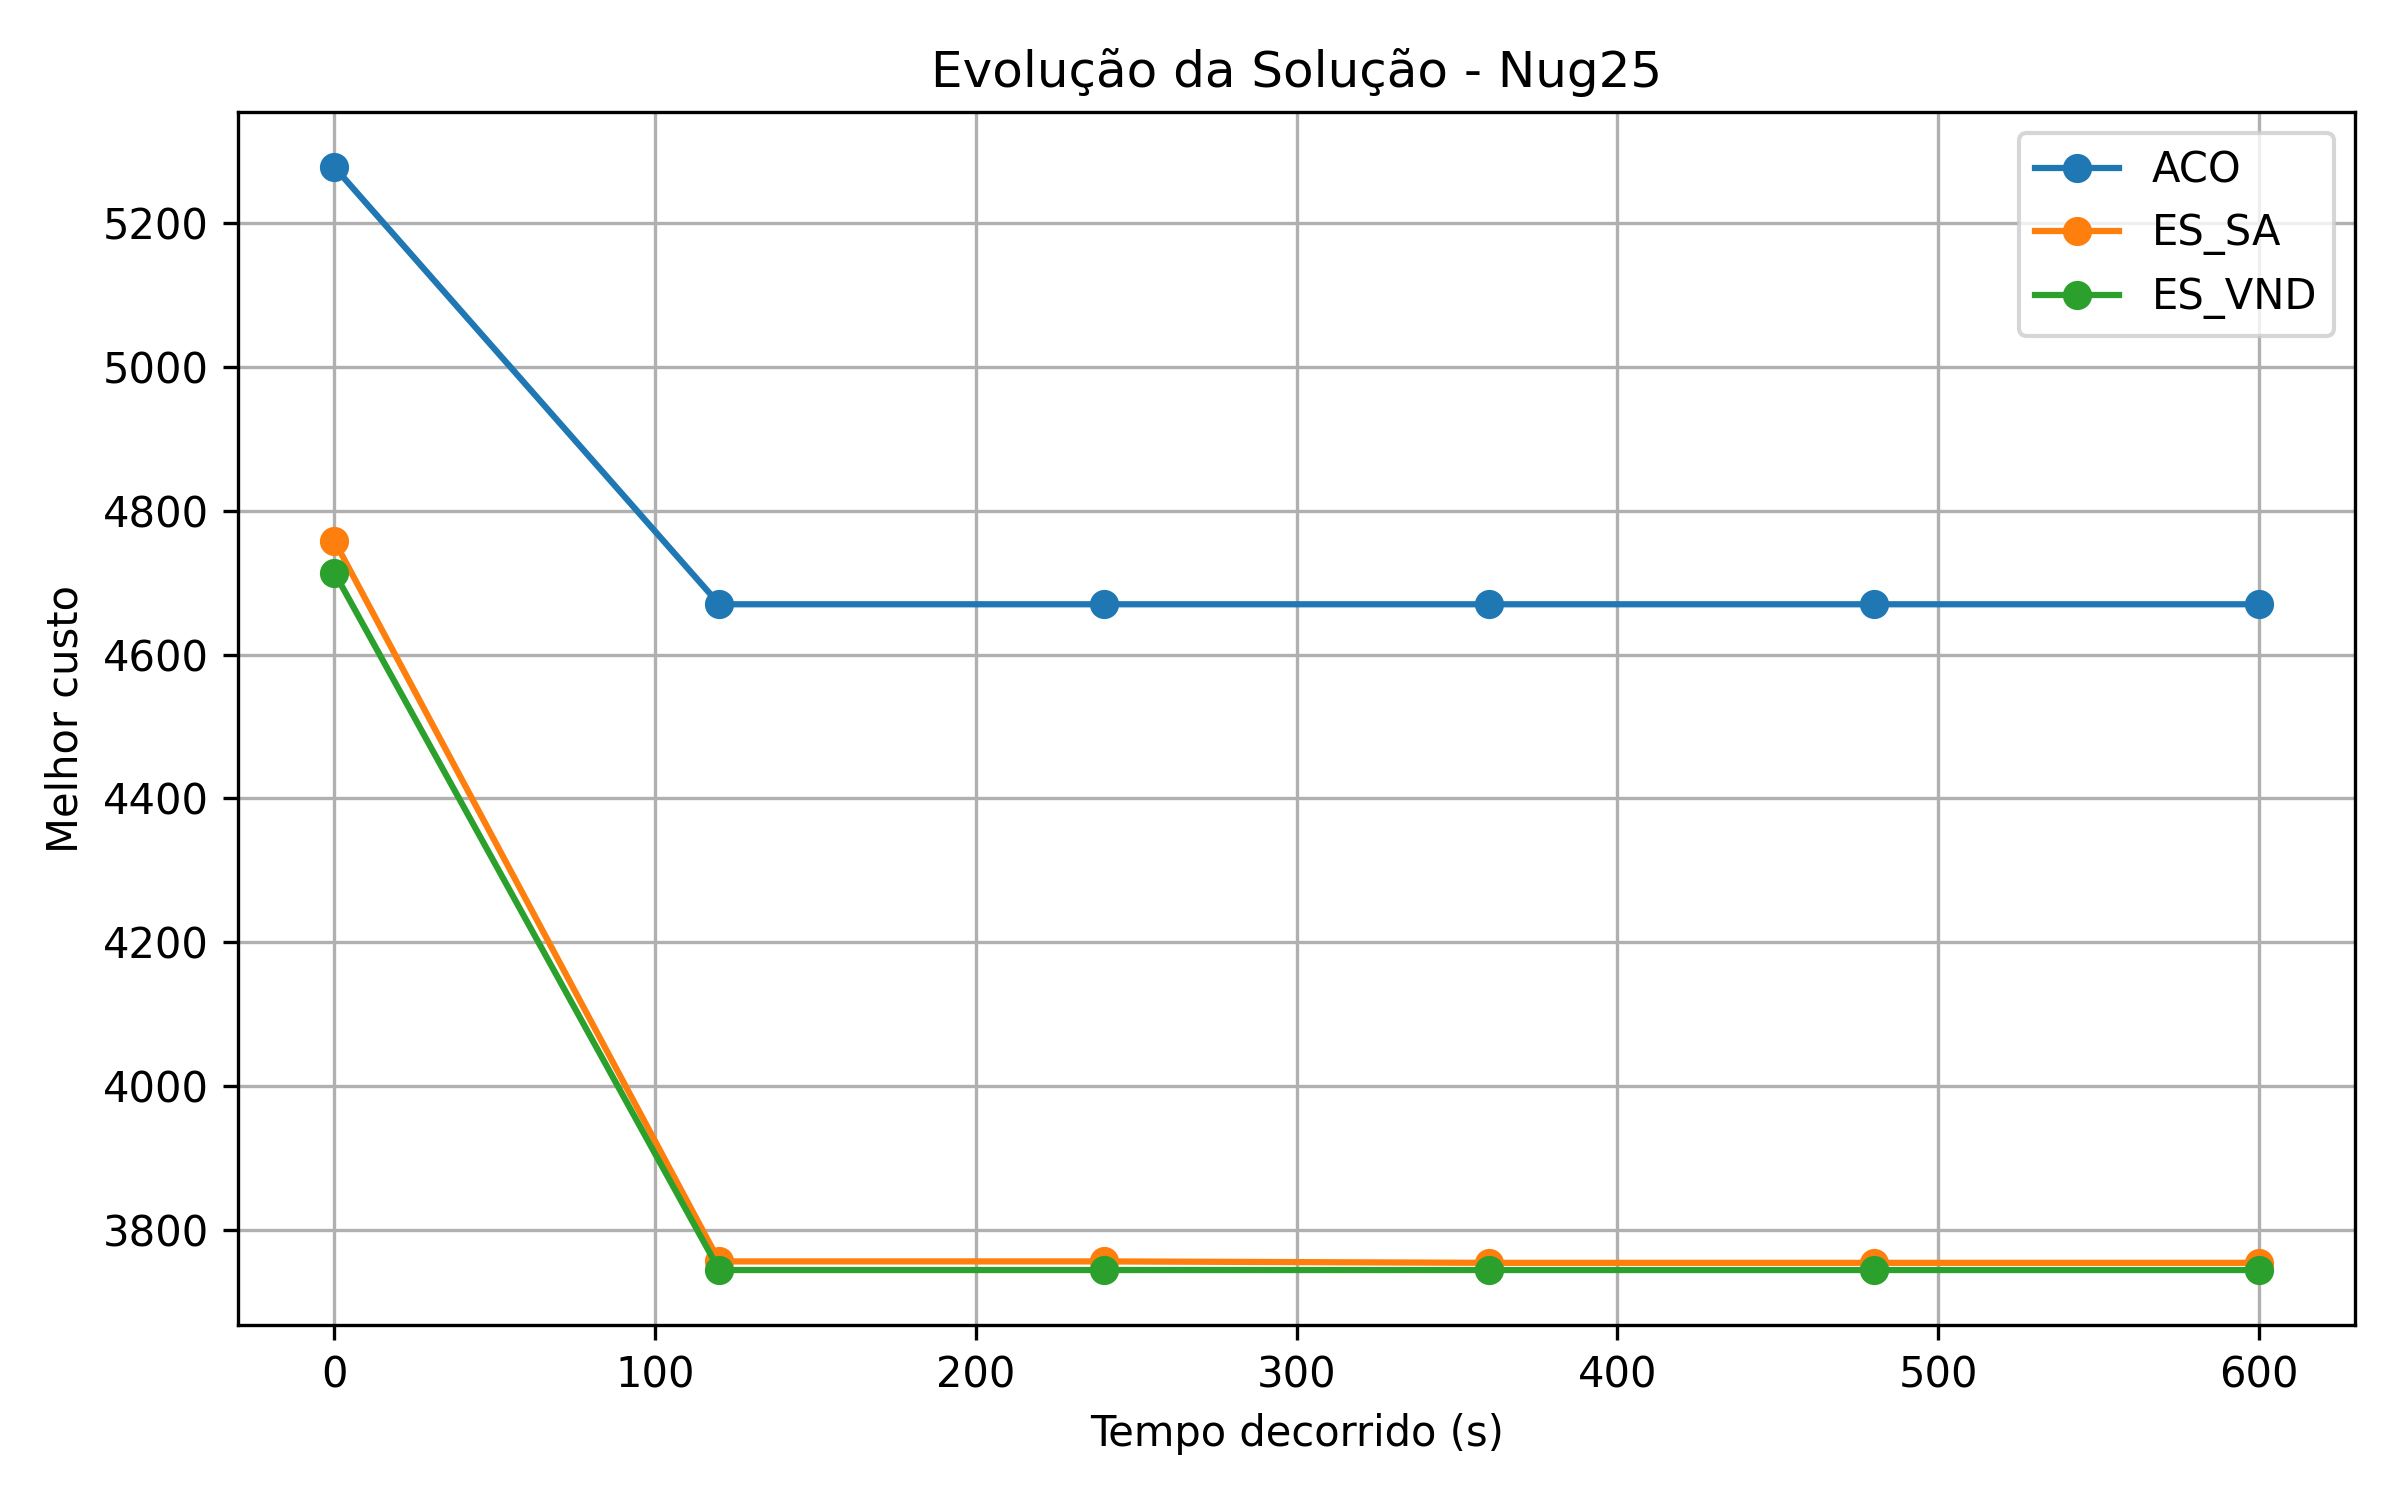 Evolução da Solução - Nug25
ACO
ES_SA
ES_VND
5200
5000
4800
4600
4400
4200
4000
3800
Melhor custo
0 100 200 300 400 500 600
Tempo decorrido (s)